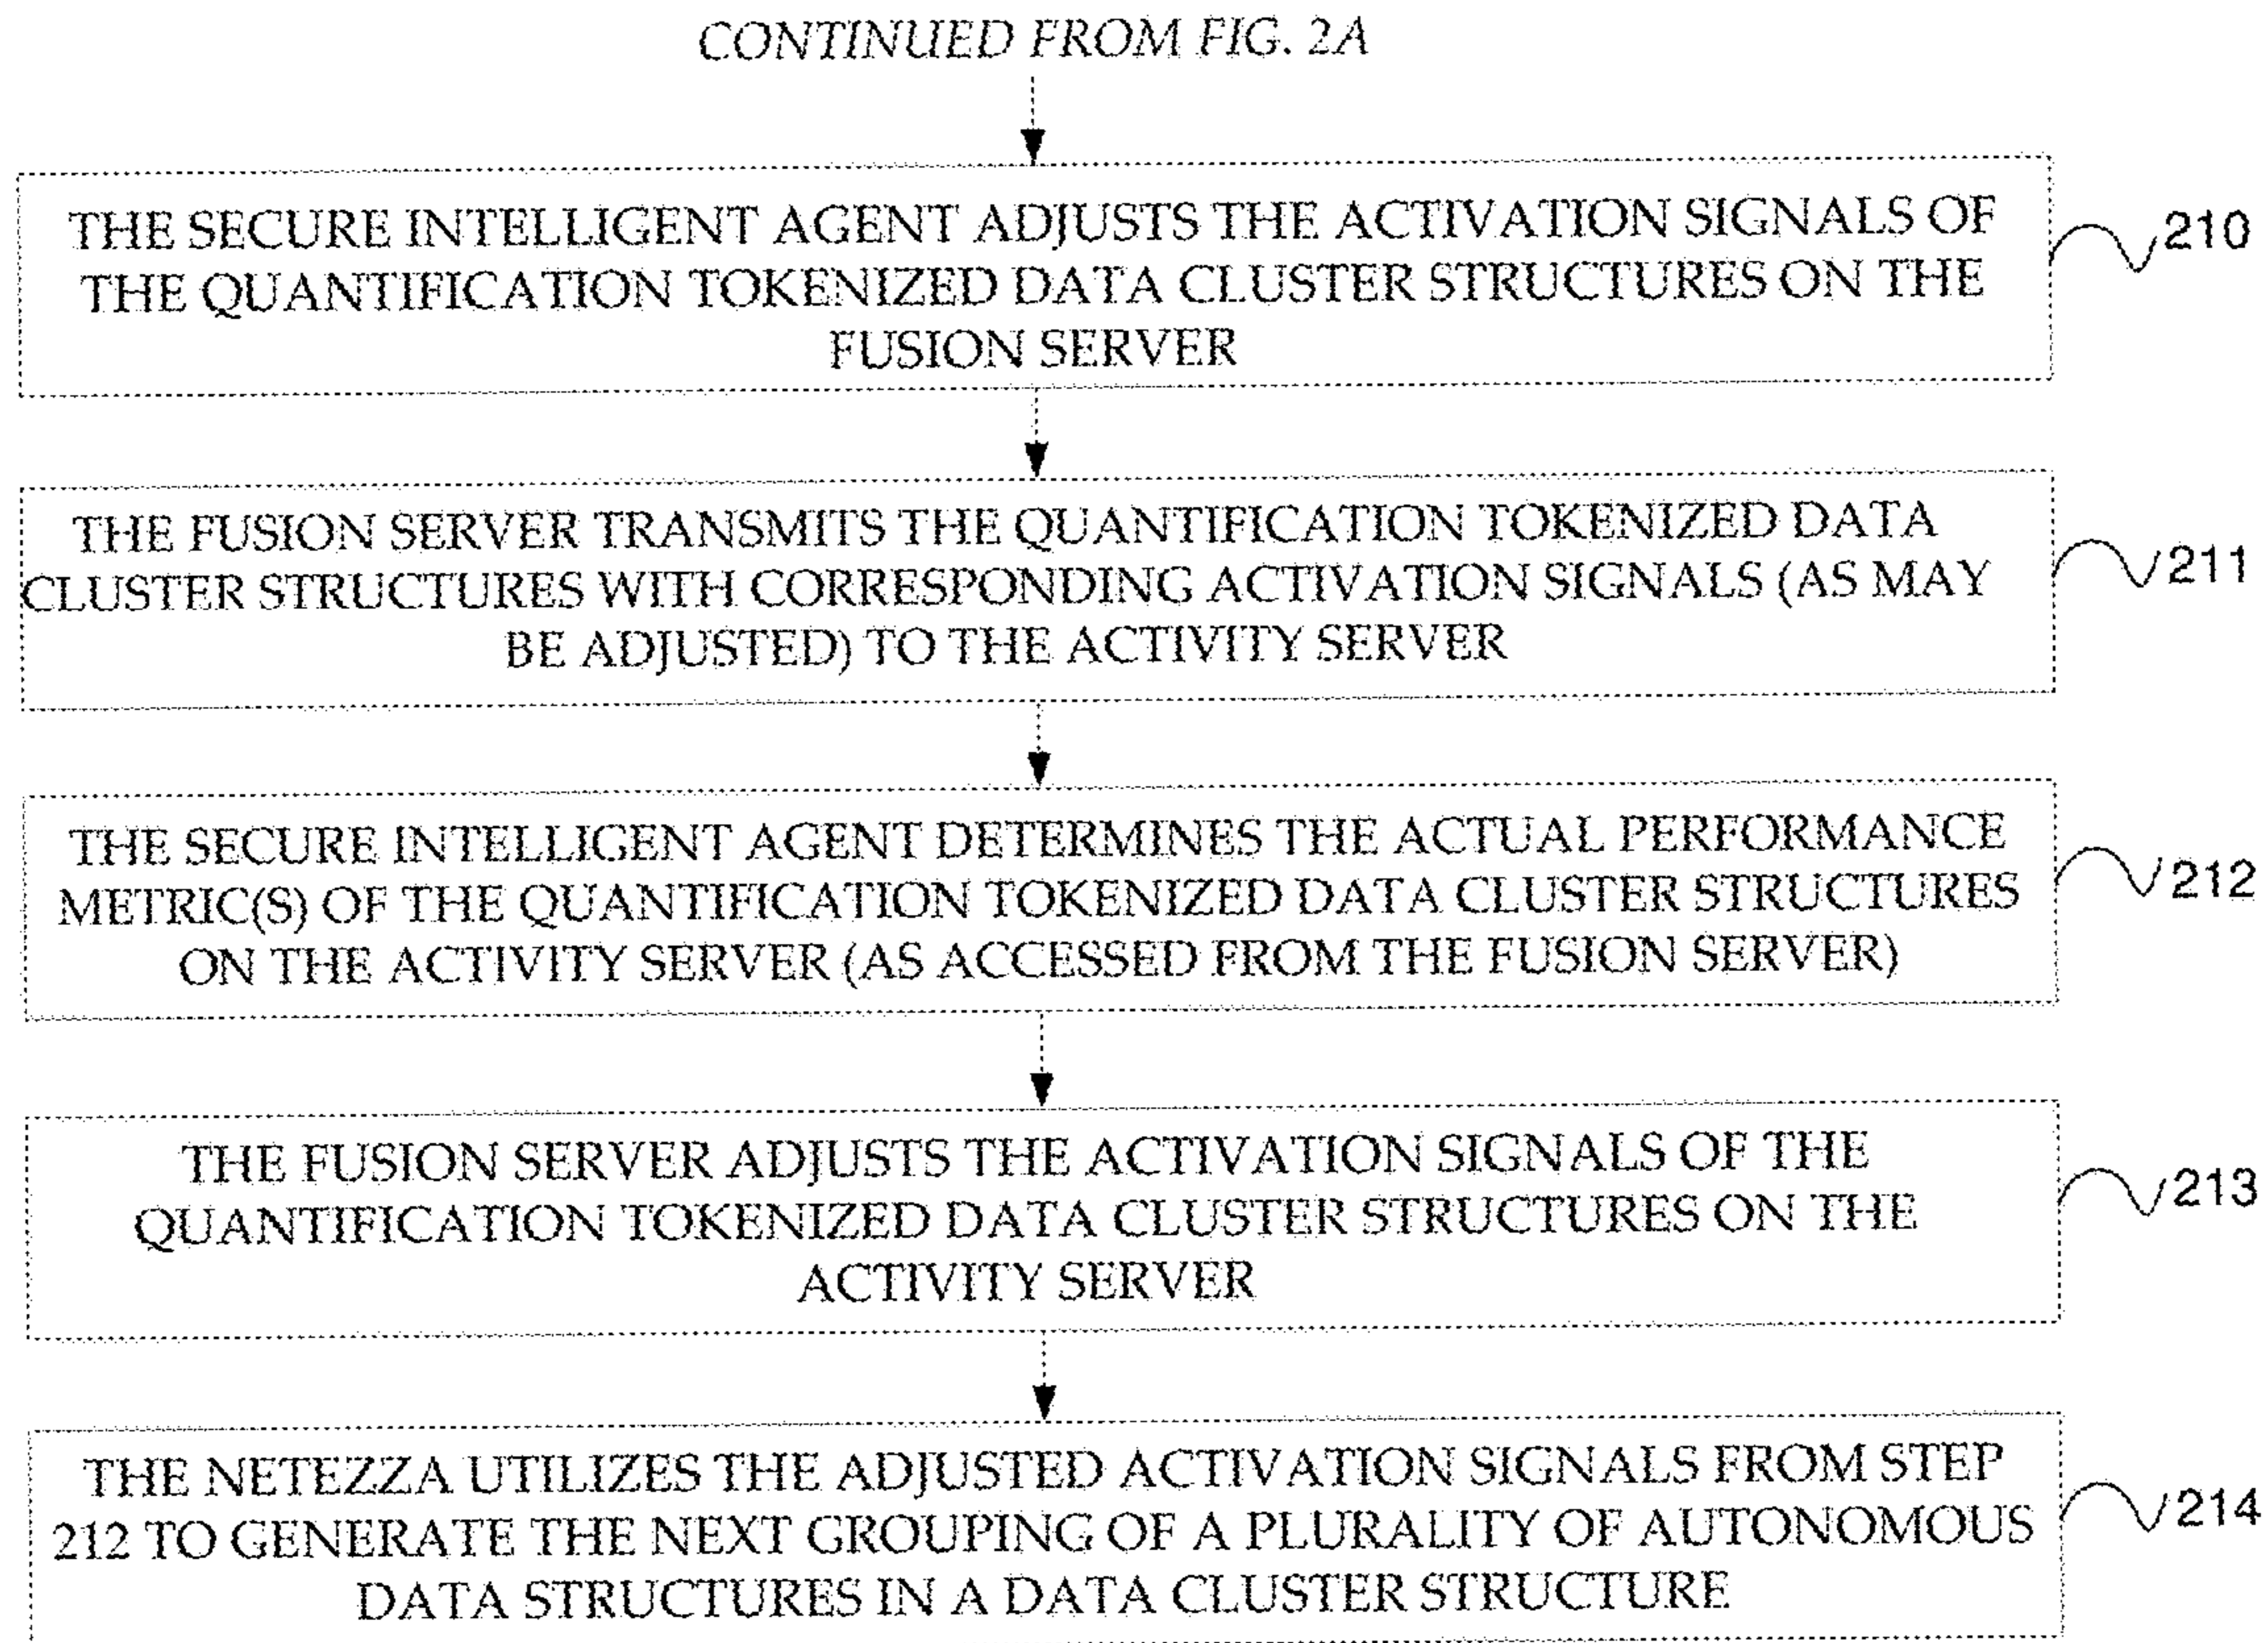 CONTINUED FROM FIG. 2A
THE SECURE INTELLIGENT AGENT ADJUSTS THE ACTIVATION SIGNALS OF
THE QUANTIFICATION TOKENIZED DATA CLUSTER STRUCTURES ON THE
FUSION SERVER
210
THE FUSION SERVER TRANSMITS THE QUANTIFICATION TOKENIZED DATA
CLUSTER STRUCTURES WITH CORRESPONDING ACTIVATION SIGNALS (AS MAY
BE ADJUSTED) TO THE ACTIVITY SERVER
211
THE SECURE INTELLIGENT AGENT DETERMINES THE ACTUAL PERFORMANCE
METRIC(S) OF THE QUANTIFICATION TOKENIZED DATA CLUSTER STRUCTURES
ON THE ACTIVITY SERVER (AS ACCESSED FROM THE FUSION SERVER)
212
THE FUSION SERVER ADJUSTS THE ACTIVATION SIGNALS OF THE
QUANTIFICATION TOKENIZED DATA CLUSTER STRUCTURES ON THE
ACTIVITY SERVER
213
THE NETEZZA UTILIZES THE ADJUSTED ACTIVATION SIGNALS FROM STEP
212 TO GENERATE THE NEXT GROUPING OF A PLURALITY OF AUTONOMOUS
DATA STRUCTURES IN A DATA CLUSTER STRUCTURE
214